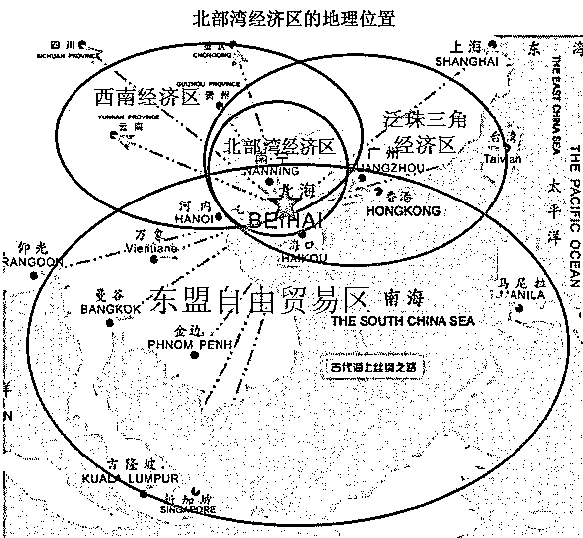 北部湾经济区的地理位置
四川
SICHUAN PROVINCE
重庆
CHONGQING
上海
SHANGHAI
东海
THE EAST CHINA SEA
GUIZHOU PROVINCE
贵州
西南经济区
YUNNAN PROVINCE
云南
泛珠三角
经济区
北部湾经济区
南宁
NANNING
广州
GUANGZHOU
台湾
Taiwan
太平洋
THE PACIFIC OCEAN
北海
BEIHAI
香港
HONGKONG
河内
HANOI
海口
HAIKOU
万象
Vientiane
仰光
RANGOON
曼谷
BANGKOK
东盟自由贸易区
南海
THE SOUTH CHINA SEA
马尼拉
MANILA
金边
PHNOM PENH
古代海上丝绸之路
洋
N
吉隆坡
KUALA LUMPUR
新加坡
SINGAPORE